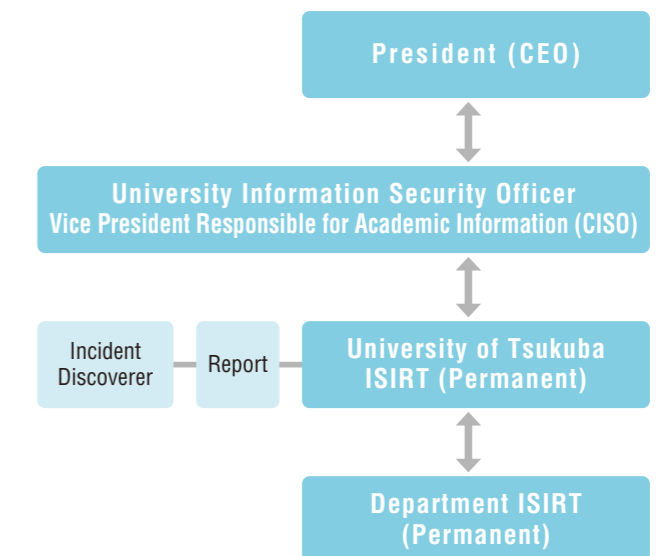 President (CEO)
University Information Security Officer
Vice President Responsible for Academic Information (CISO)
Incident
Discoverer
Report
University of Tsukuba
ISIRT (Permanent)
Department ISIRT
(Permanent)